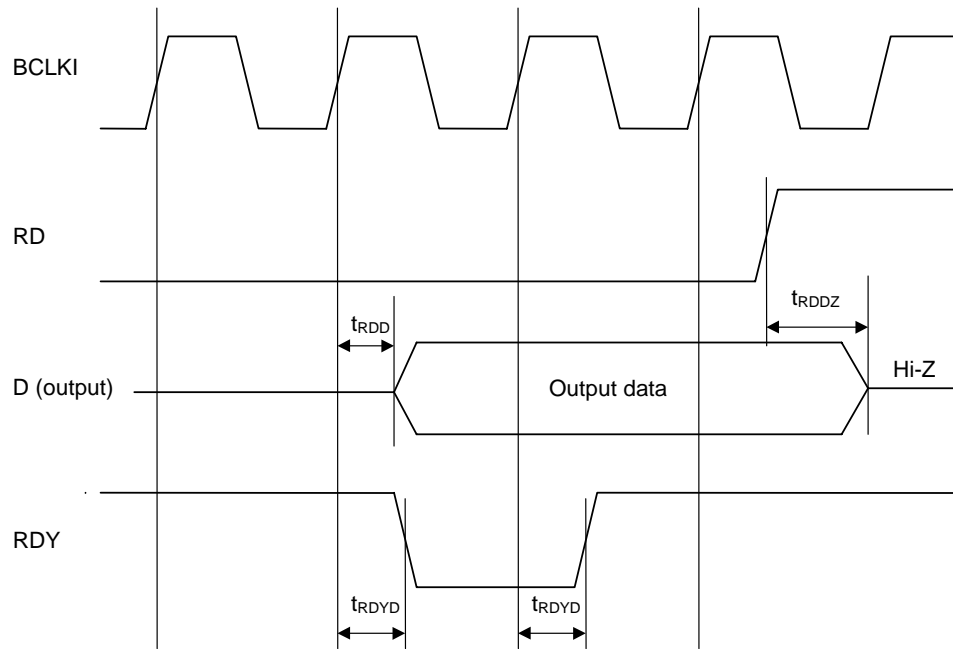 BCLKI
RD
tRDDZ
tRDD
D (output)
Output data
Hi-Z
RDY
tRDYD
tRDYD